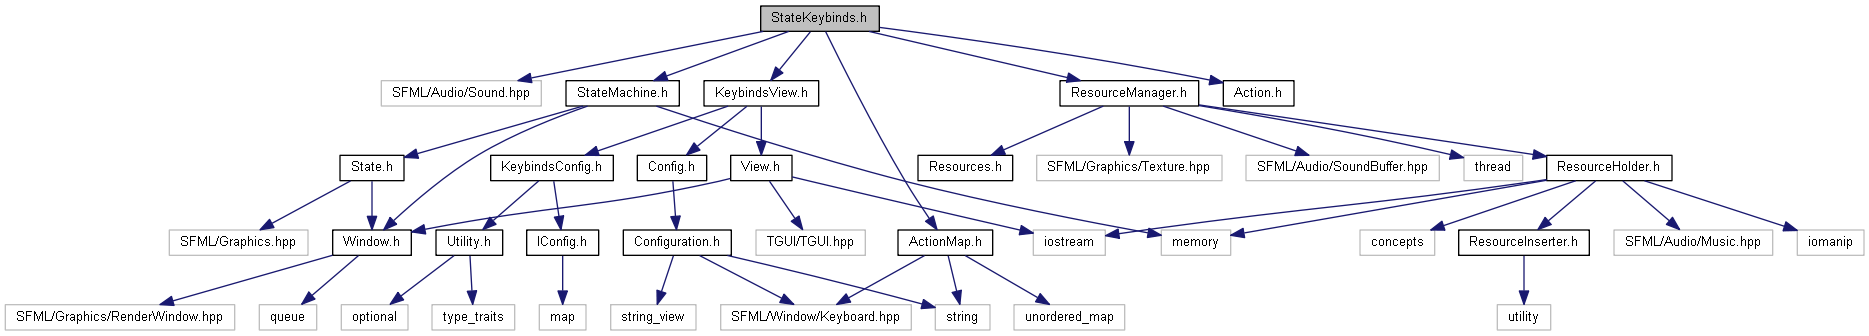 StateKeybinds.h
SFML/Audio/Sound.hpp
StateMachine.h
KeybindsView.h
ResourceManager.h
Action.h
State.h
KeybindsConfig.h
Config.h
View.h
Resources.h
SFML/Graphics/Texture.hpp
SFML/Audio/SoundBuffer.hpp
thread
ResourceHolder.h
SFML/Graphics.hpp
Window.h
Utility.h
IConfig.h
Configuration.h
TGUI/TGUI.hpp
ActionMap.h
iostream
memory
concepts
ResourceInserter.h
SFML/Audio/Music.hpp
iomanip
SFML/Graphics/RenderWindow.hpp
queue
optional
type_traits
map
string_view
SFML/Window/Keyboard.hpp
string
unordered_map
utility